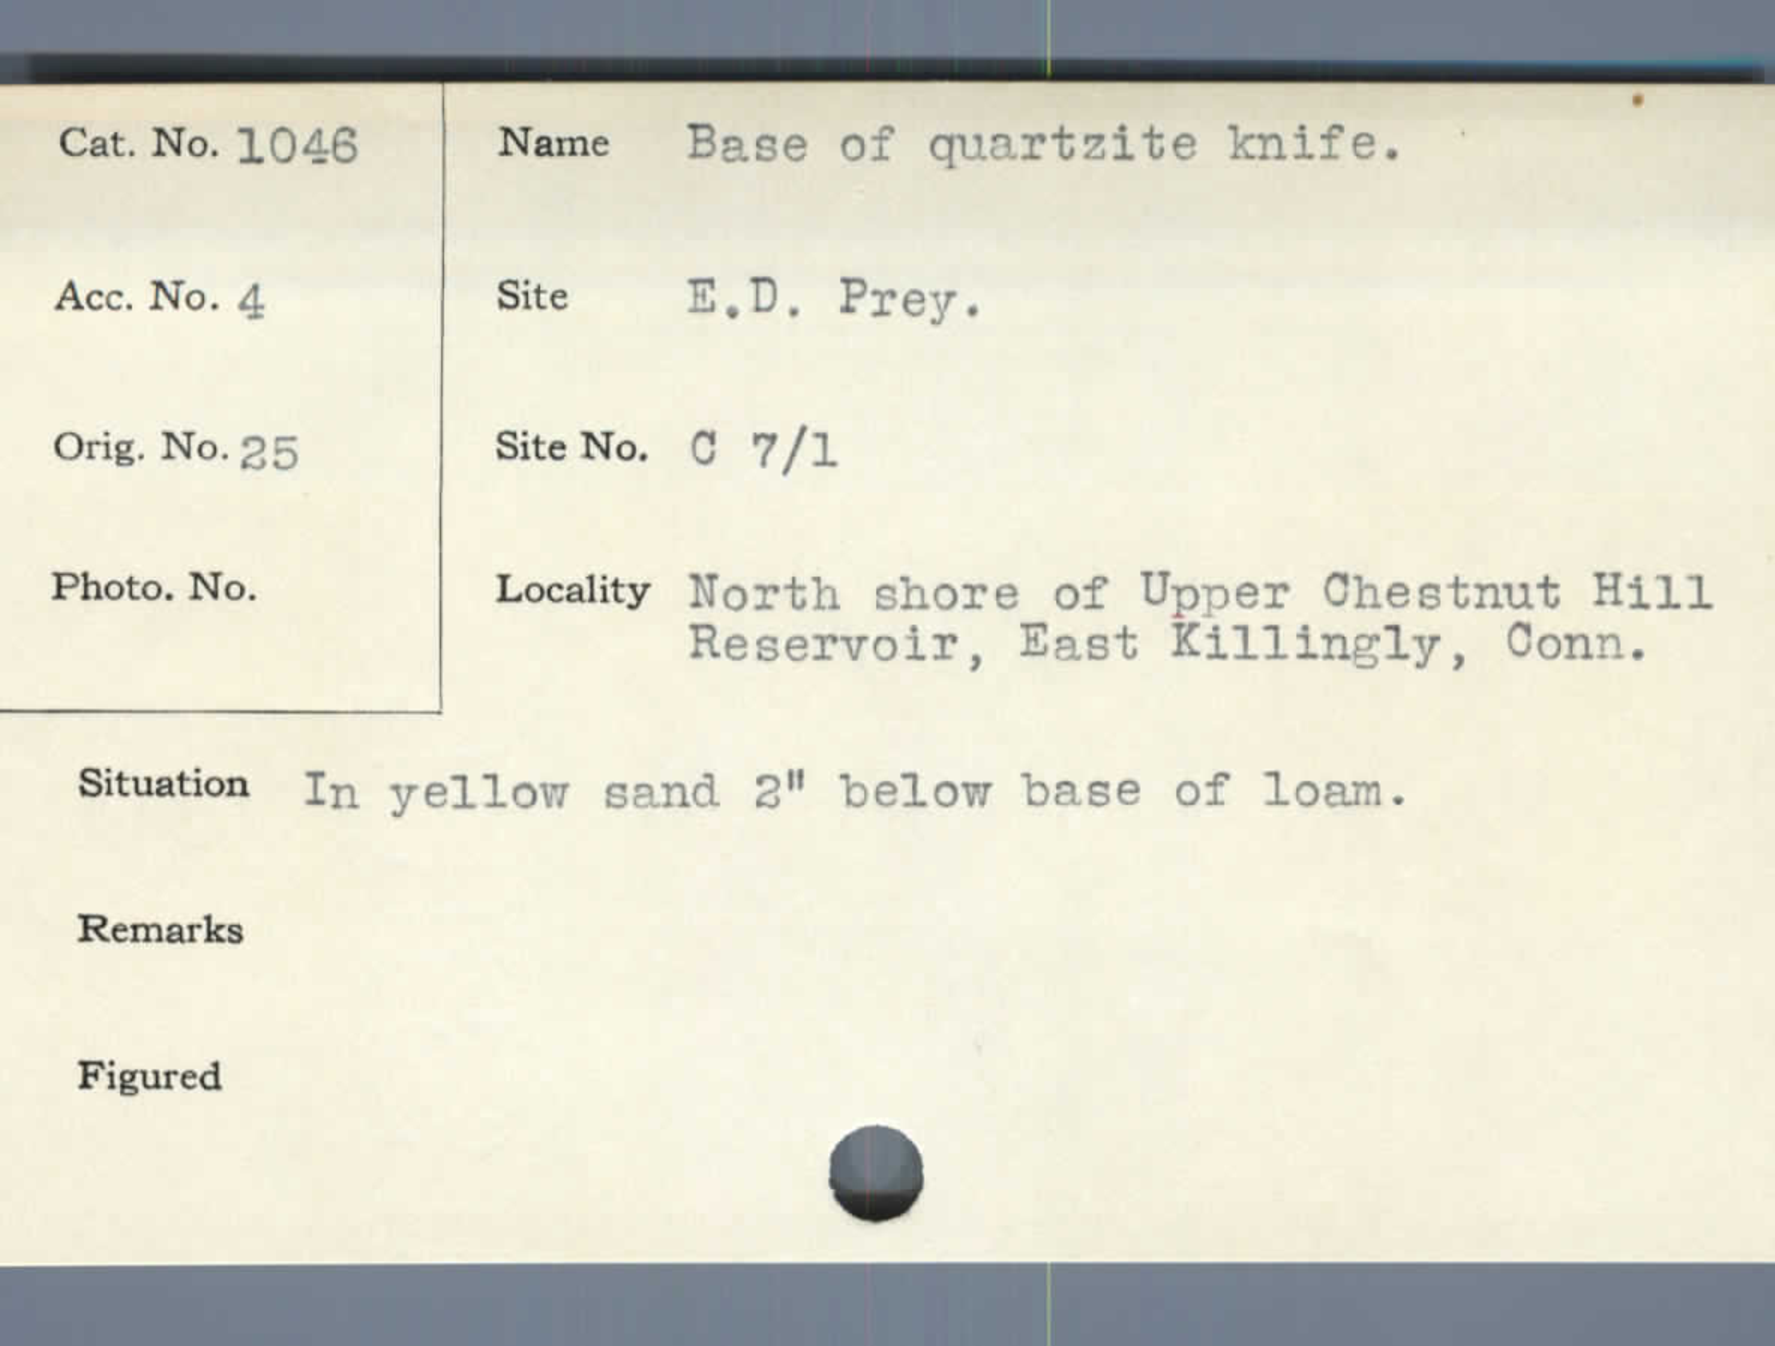 Cat. No. 1046
Name Base of quartzite knife.
Acc. No. 4
Site E.D. Prey.
Orig. No. 25
Site No. C 7/1
Photo. No.
Locality North shore of Upper Chestnut Hill
Reservoir, East Killingly, Conn.
Situation In yellow sand 2" below base of loam.
Remarks
Figured